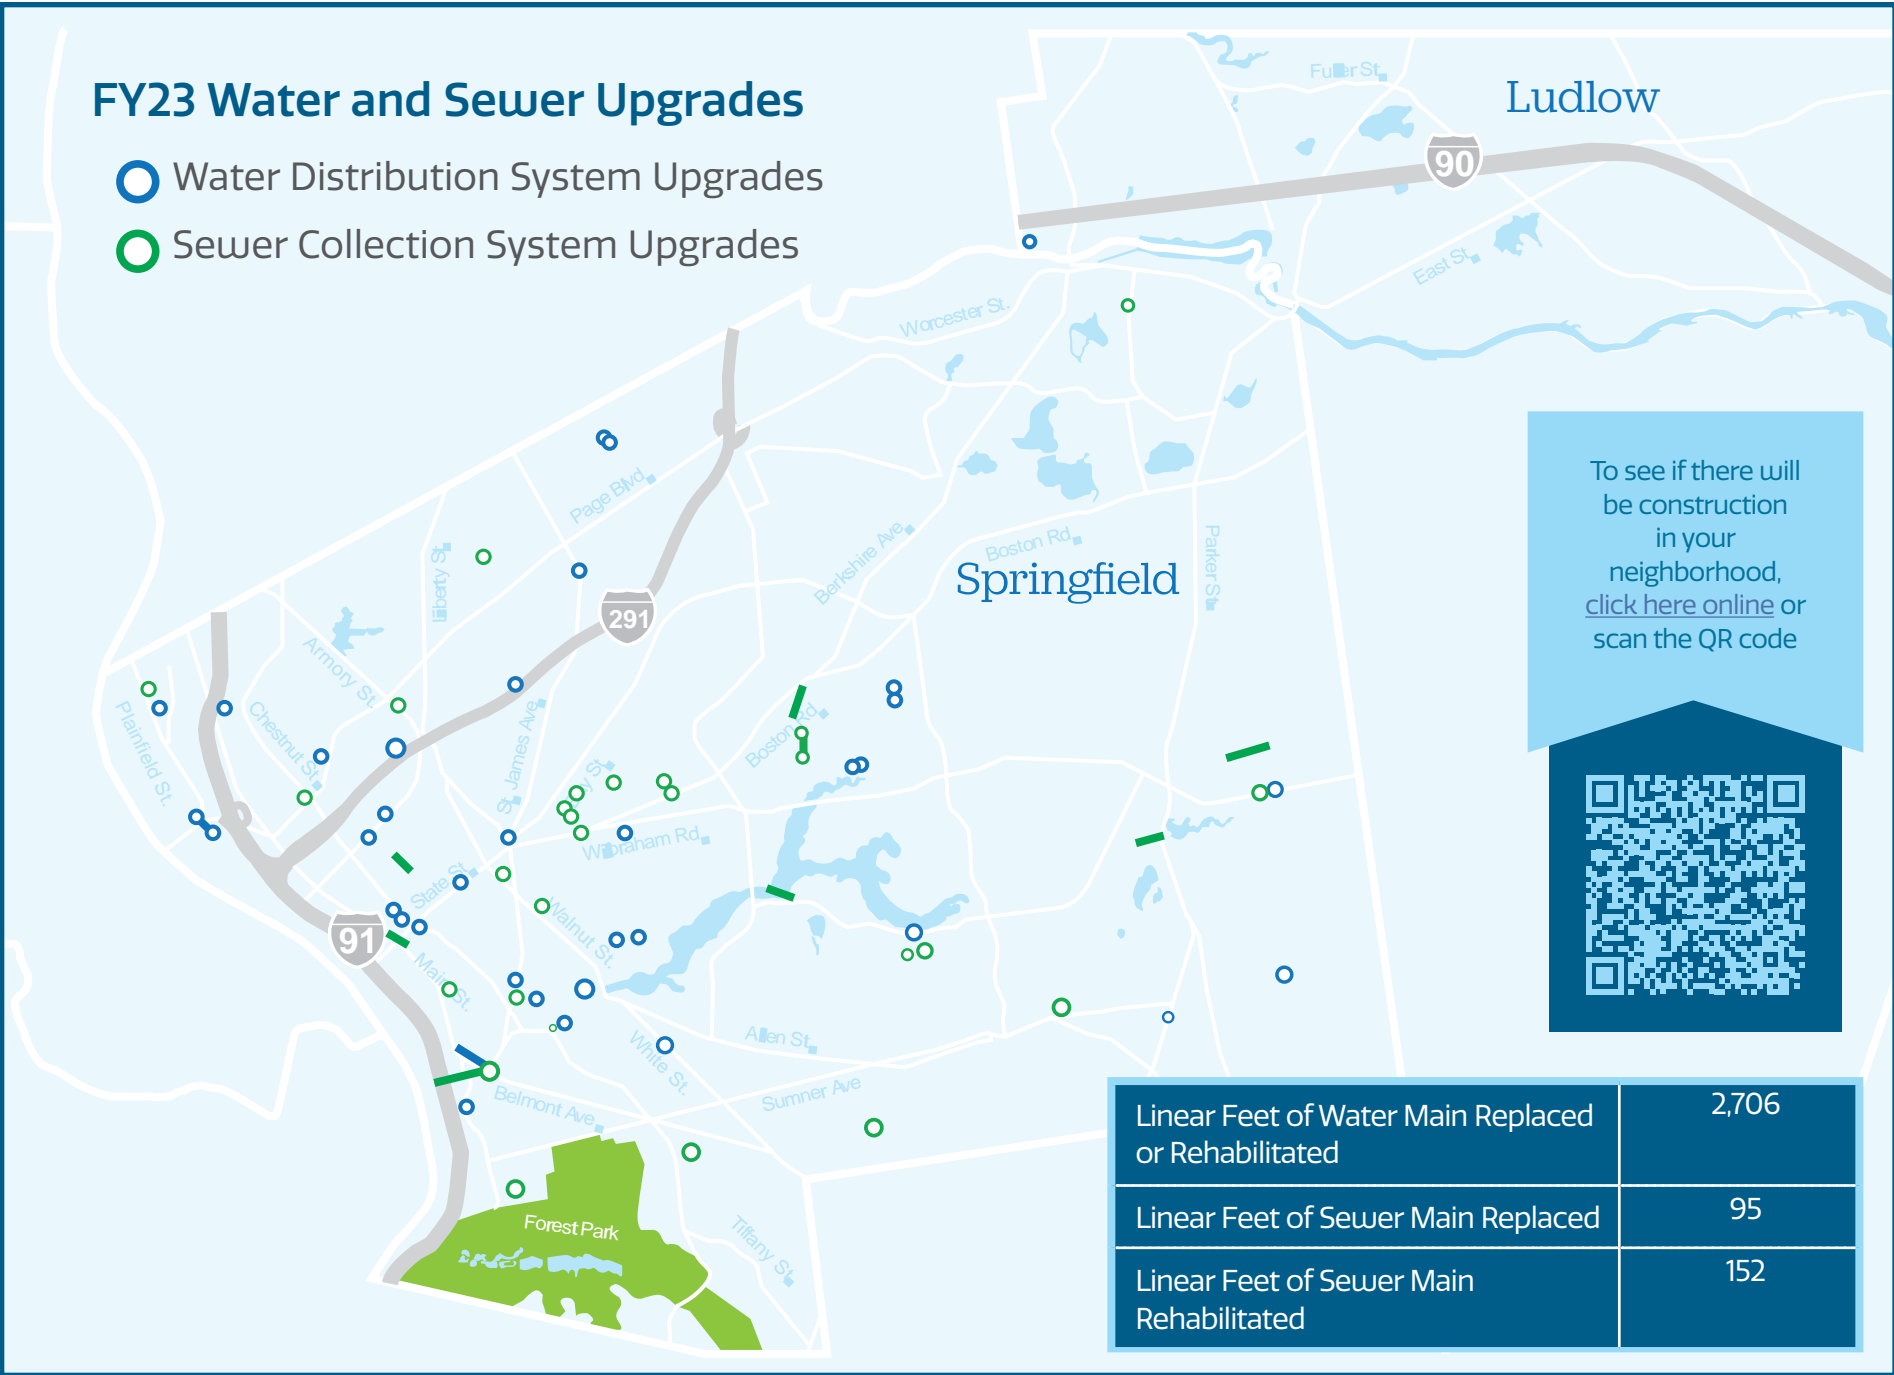 FY23 Water and Sewer Upgrades
Water Distribution System Upgrades
Sewer Collection System Upgrades
Fuller St.
Ludlow
90
East St.
Worcester St.
Page Blvd.
Liberty St.
Berkshire Ave.
Boston Rd.
Parker St.
Springfield
291
Armory St.
Plainfield St.
Chestnut St.
St. James Ave.
Boston Rd.
Wilbraham Rd.
State St.
Walnut St.
91
Main St.
Allen St.
White St.
Sumner Ave
Belmont Ave.
Forest Park
Tiffany St.
To see if there will
be construction
in your
neighborhood,
click here online or
scan the QR code
Linear Feet of Water Main Replaced
or Rehabilitated
2,706
Linear Feet of Sewer Main Replaced
95
Linear Feet of Sewer Main
Rehabilitated
152